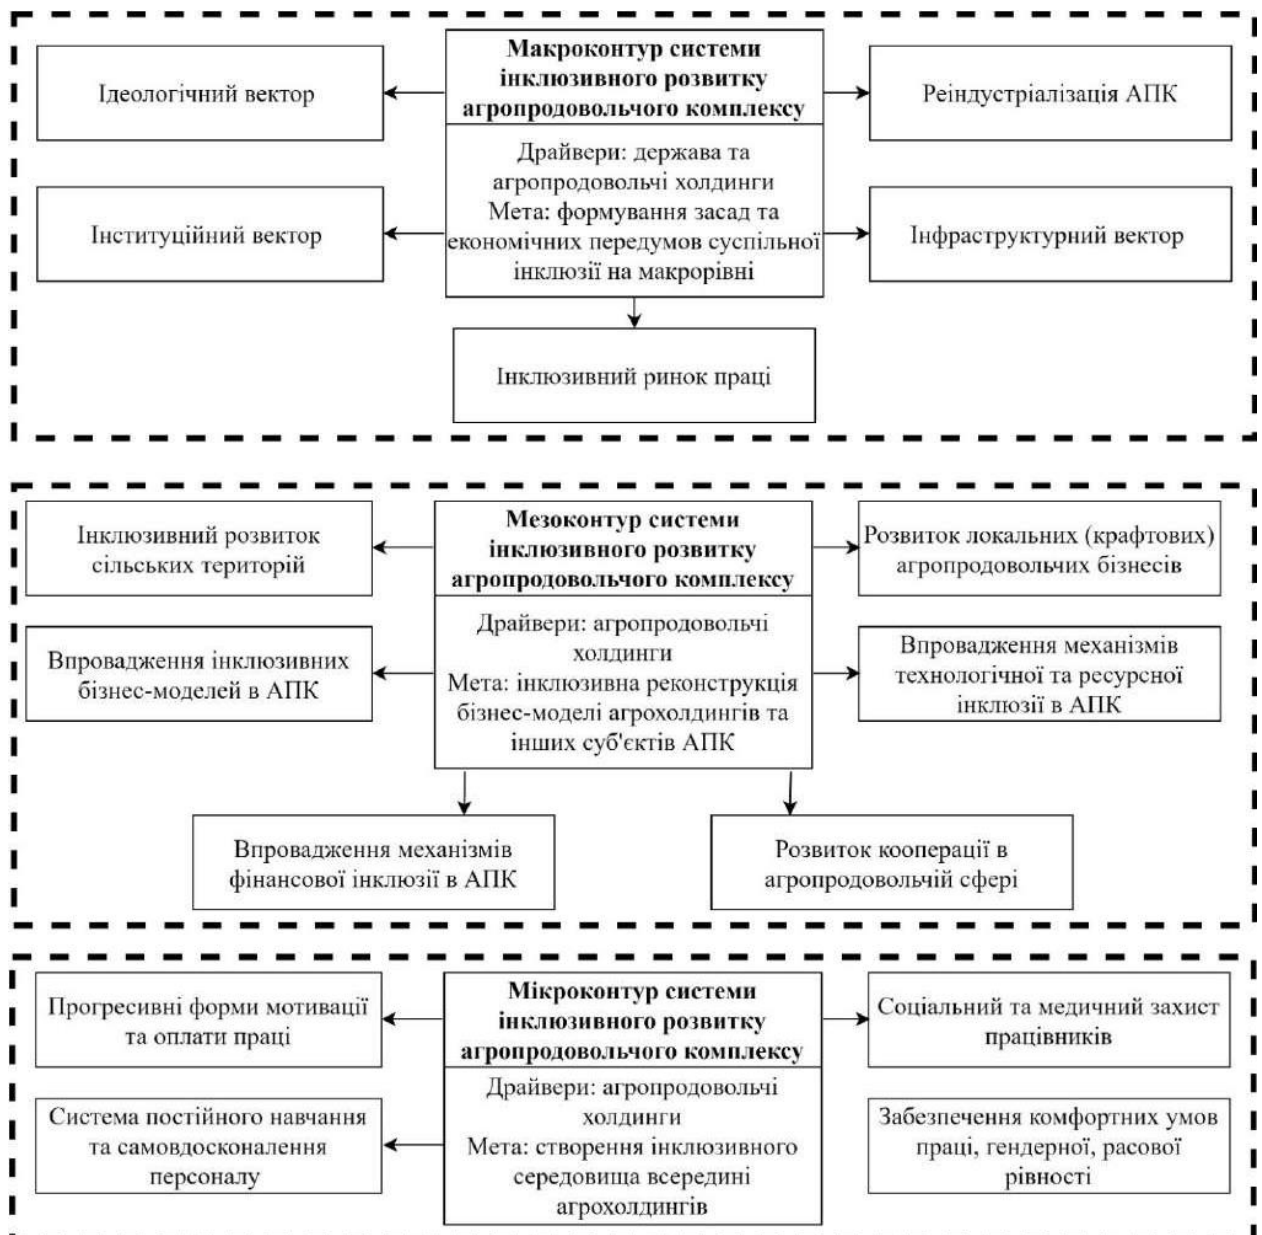 Макроконтур системи
інклюзивного розвитку
агропродовольчого комплексу
Ідеологічний вектор
Реіндустріалізація АПК
Драйвери: держава та
агропродовольчі холдинги
Мета: формування засад та
економічних передумов суспільної
інклюзії на макрорівні
Інституційний вектор
Інфраструктурний вектор
Інклюзивний ринок праці
Мезоконтур системи
інклюзивного розвитку
агропродовольчого комплексу
Інклюзивний розвиток
сільських територій
Розвиток локальних (крафтових)
агропродовольчих бізнесів
Драйвери: агропродовольчі
холдинги
Мета: інклюзивна реконструкція
бізнес-моделі агрохолдингів та
інших суб'єктів АПК
Впровадження інклюзивних
бізнес-моделей в АПК
Впровадження механізмів
технологічної та ресурсної
інклюзії в АПК
Впровадження механізмів
фінансової інклюзії в АПК
Розвиток кооперації в
агропродовольчій сфері
Мікроконтур системи
інклюзивного розвитку
агропродовольчого комплексу
Прогресивні форми мотивації
та оплати праці
Соціальний та медичний захист
працівників
Драйвери: агропродовольчі
холдинги
Мета: створення інклюзивного
середовища всередині
агрохолдингів
Система постійного навчання
та самовдосконалення
персоналу
Забезпечення комфортних умов
праці, гендерної, расової
рівності